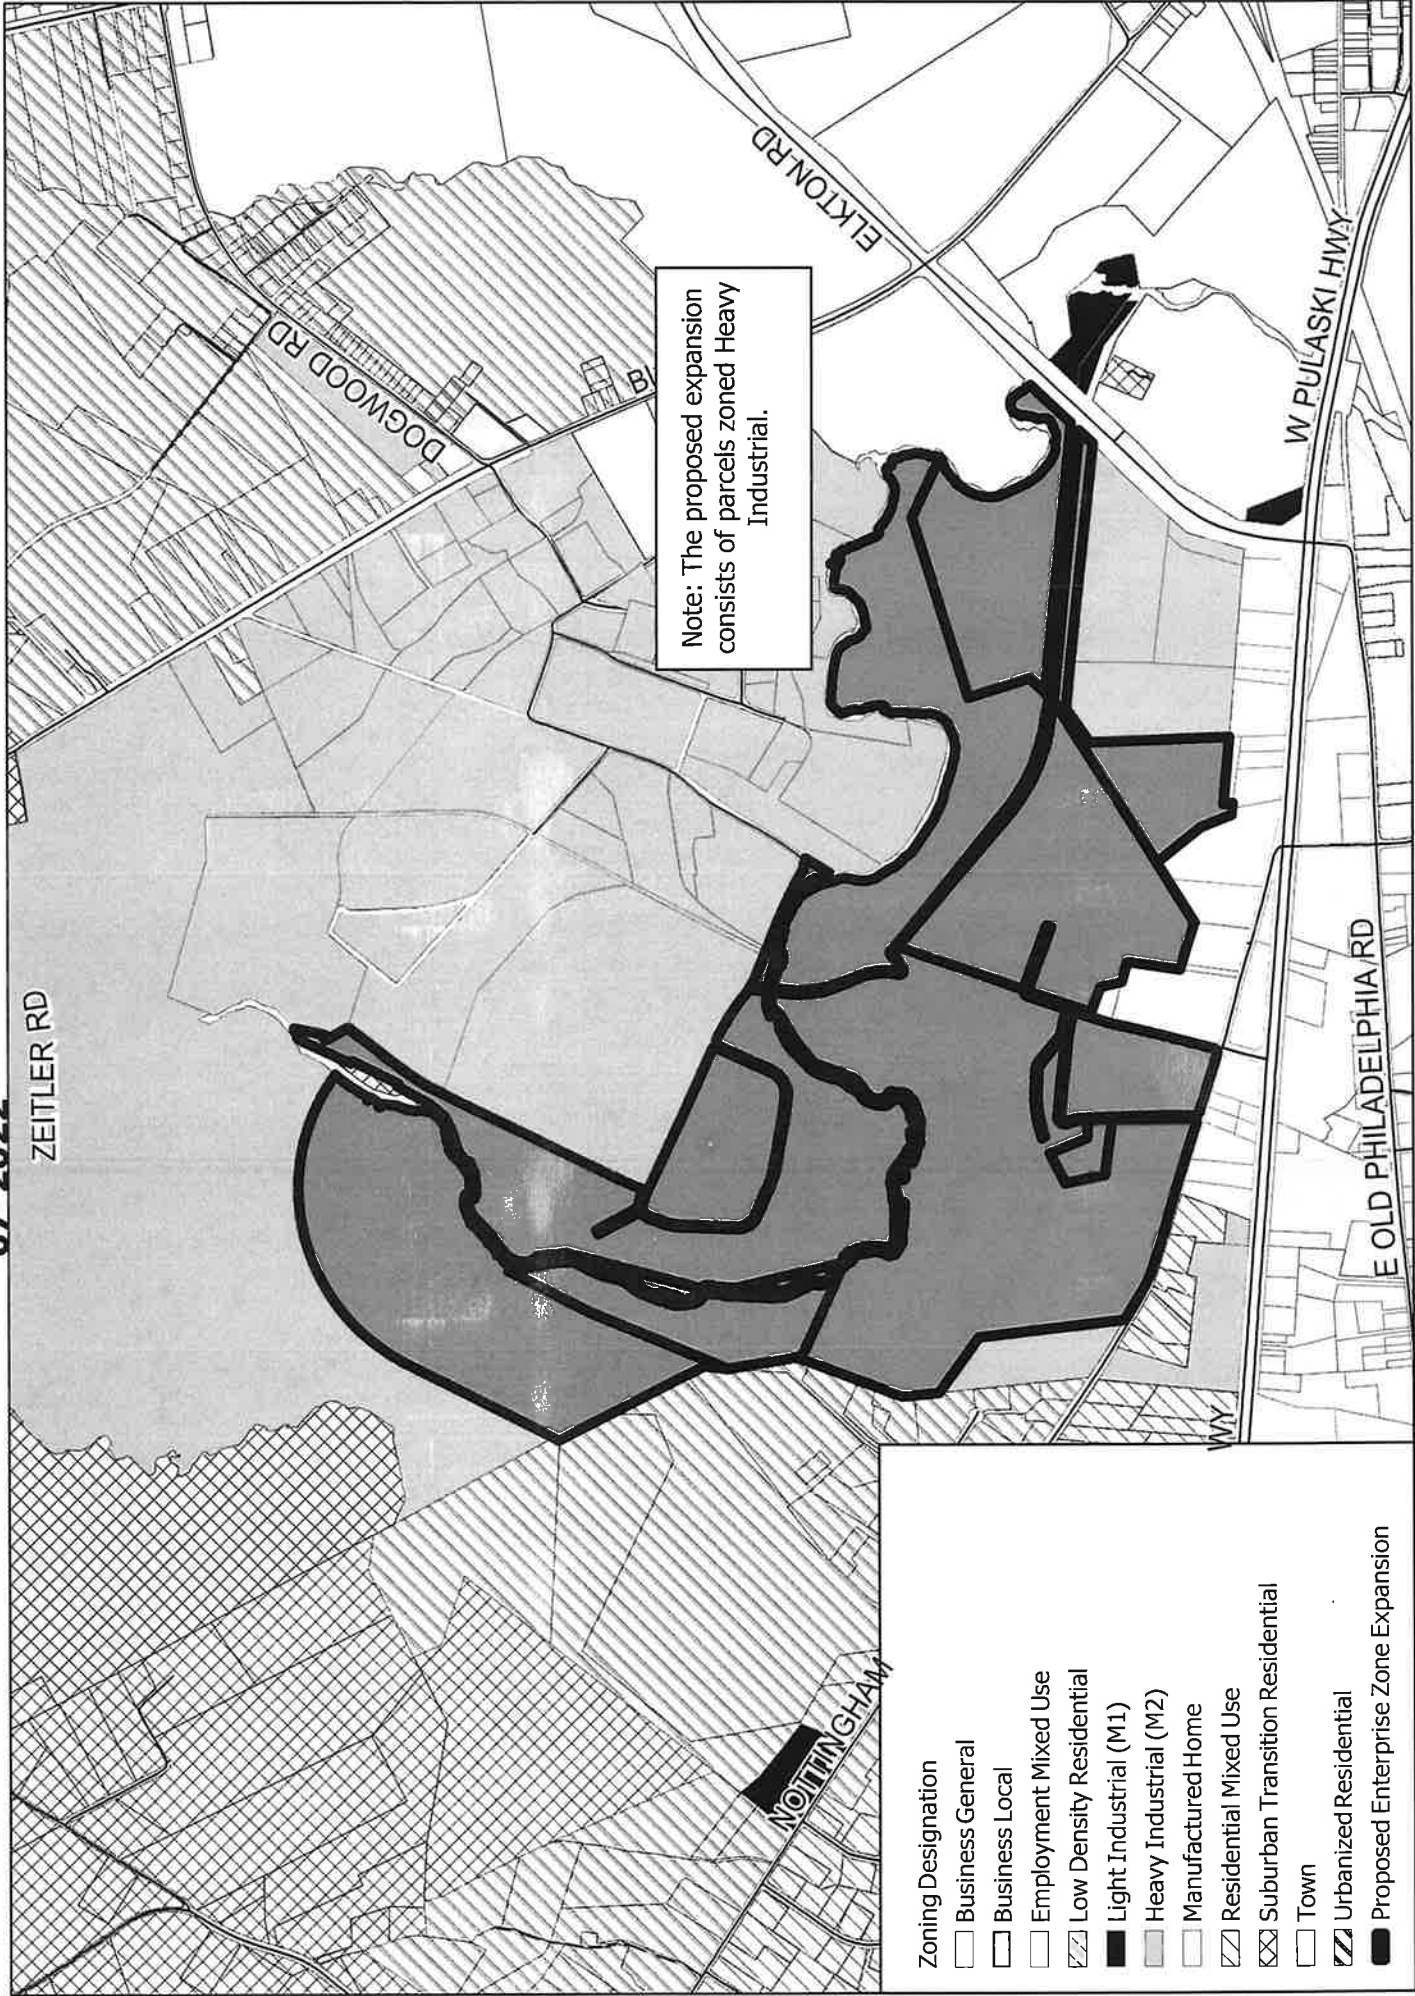 ZEITLER RD
DOGWOOD RD
ELKTON RD
Bl
Note: The proposed expansion
consists of parcels zoned Heavy
Industrial.
W PULASKI HWY
E OLD PHILADELPHIA RD
WY
NOTTINGHAM
Zoning Designation
Business General
Business Local
Employment Mixed Use
Low Density Residential
Light Industrial (M1)
Heavy Industrial (M2)
Manufactured Home
Residential Mixed Use
Suburban Transition Residential
Town
Urbanized Residential
Proposed Enterprise Zone Expansion